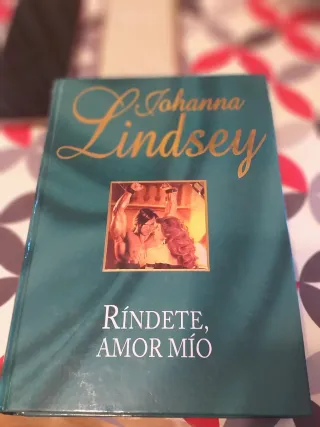 Johanna
Lindsey
RÍNDETE,
AMOR MÍO